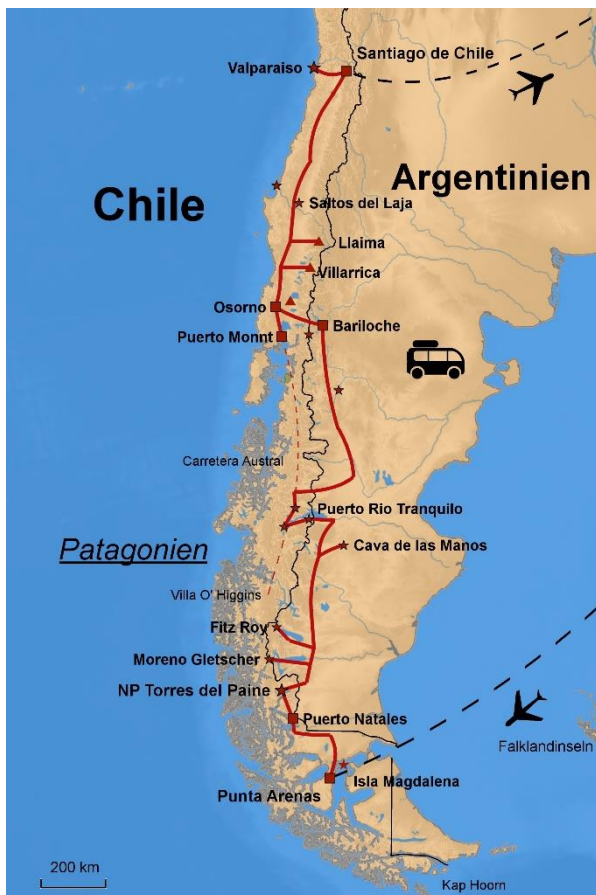 Santiago de Chile
Valparaiso
Argentinien
Chile
Saltos del Laja
Llaima
Villarrica
Osorno
Bariloche
Puerto Monnt
Carretera Austral
Puerto Rio Tranquilo
Patagonien
Cava de las Manos
Villa O' Higgins
Fitz Roy
Moreno Gletscher
NP Torres del Paine
Puerto Natales
Falklandinseln
Isla Magdalena
Punta Arenas
200 km
Kap Hoorn